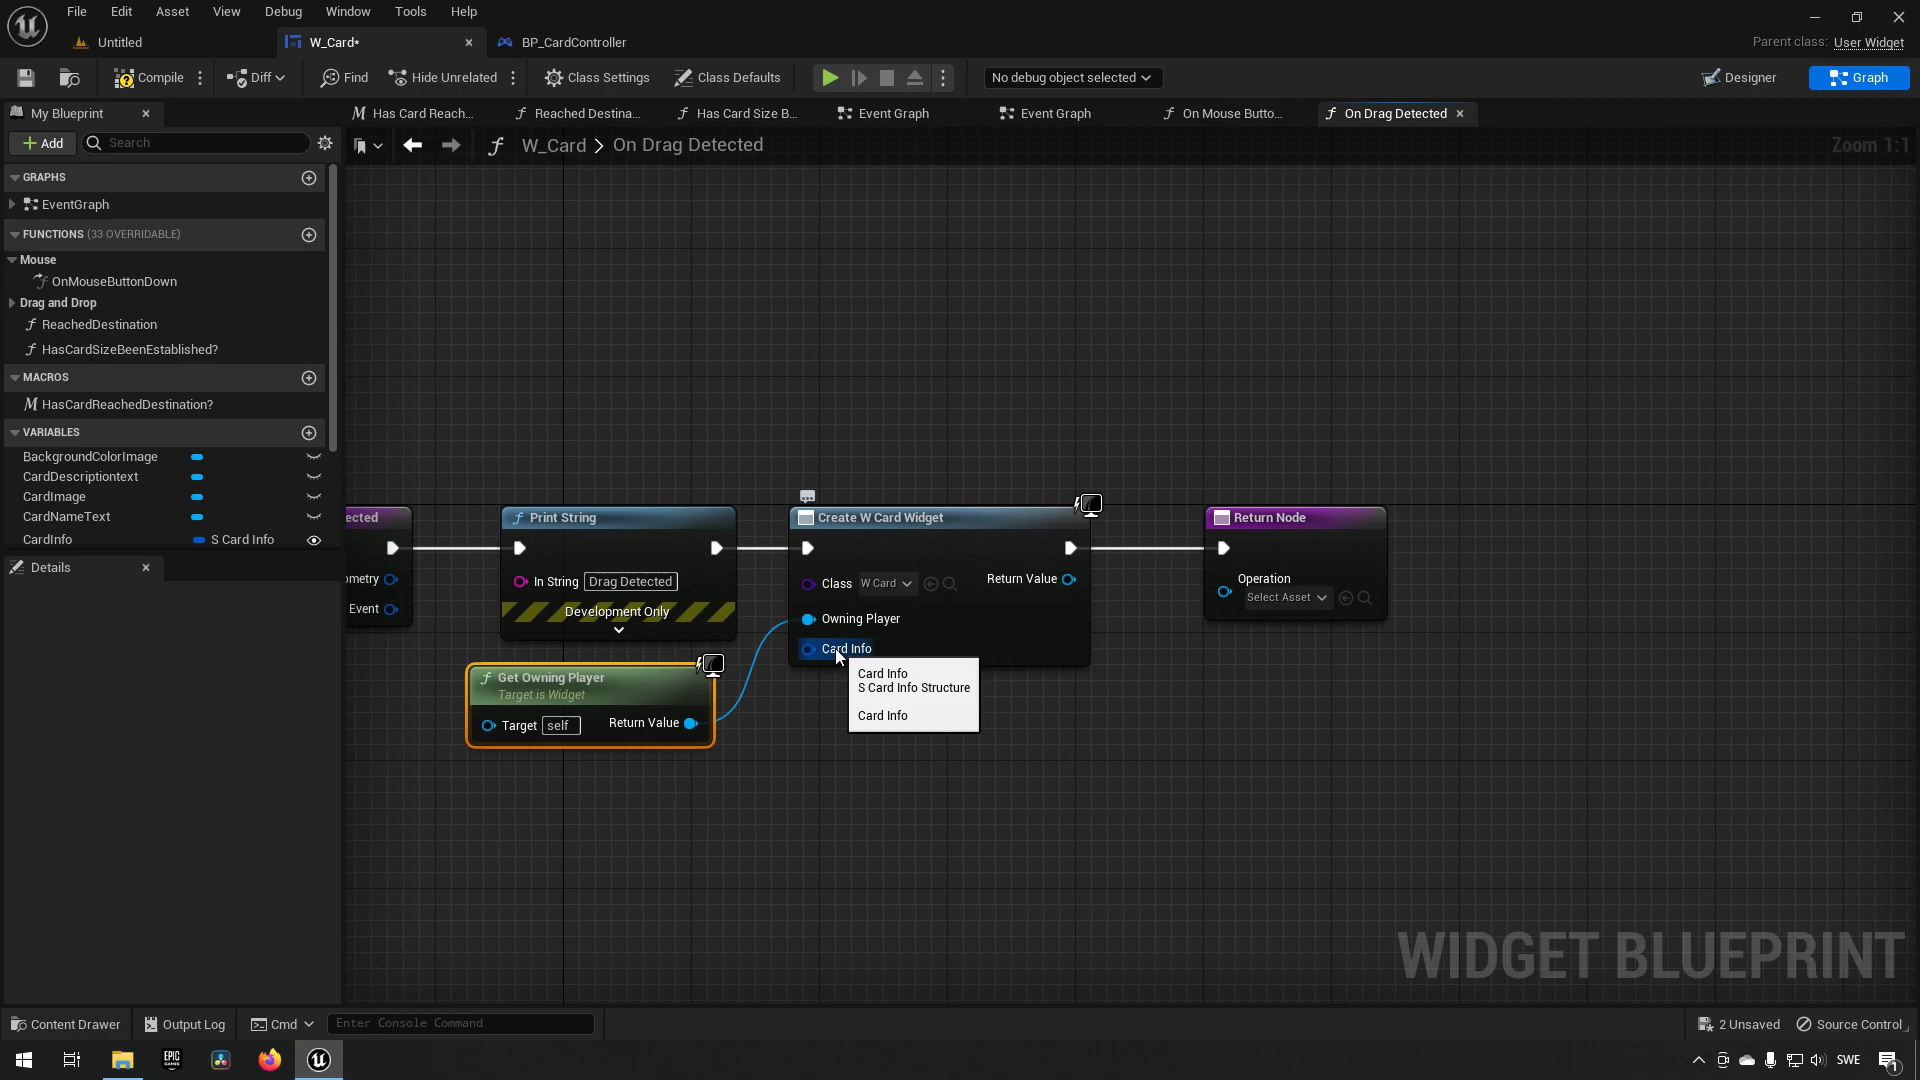 File Edit Asset View Debug Window Tools Help
Untitled
W_Card*
BP_CardController
Parent class: User Widget
Compile
Diff
Find
Hide Unrelated
Class Settings
Class Defaults
No debug object selected
Designer
Graph
My Blueprint
Has Card Reach...
Reached Destina...
Has Card Size B...
Event Graph
Event Graph
On Mouse Butto...
On Drag Detected
Add
Search
W_Card > On Drag Detected
Zoom 1:1
GRAPHS
EventGraph
FUNCTIONS (33 OVERRIDABLE)
Mouse
OnMouseButtonDown
Drag and Drop
ReachedDestination
HasCardSizeBeenEstablished?
MACROS
HasCardReachedDestination?
VARIABLES
BackgroundColorImage
CardDescriptiontext
CardImage
CardNameText
CardInfo S Card Info
Details
ected
ometry
Event
Print String
In String Drag Detected
Development Only
Get Owning Player
Target is Widget
Target self
Return Value
Create W Card Widget
Class W Card
Return Value
Owning Player
Card Info
Card Info
S Card Info Structure
Card Info
Return Node
Operation
Select Asset
WIDGET BLUEPRINT
Content Drawer
Output Log
Cmd
Enter Console Command
2 Unsaved
Source Control
EPIC
GAMES
SWE
1